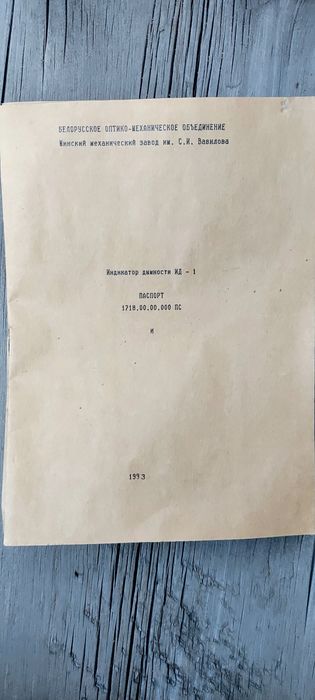 БЕЛОРУССКОЕ ОПТИКО-МЕХАНИЧЕСКОЕ ОБЪЕДИНЕНИЕ
Минский механический завод им. С.И. Вавилова
Индикатор дымности ИД - 1
ПАСПОРТ
1718.00.00.000 ПС
И
1993